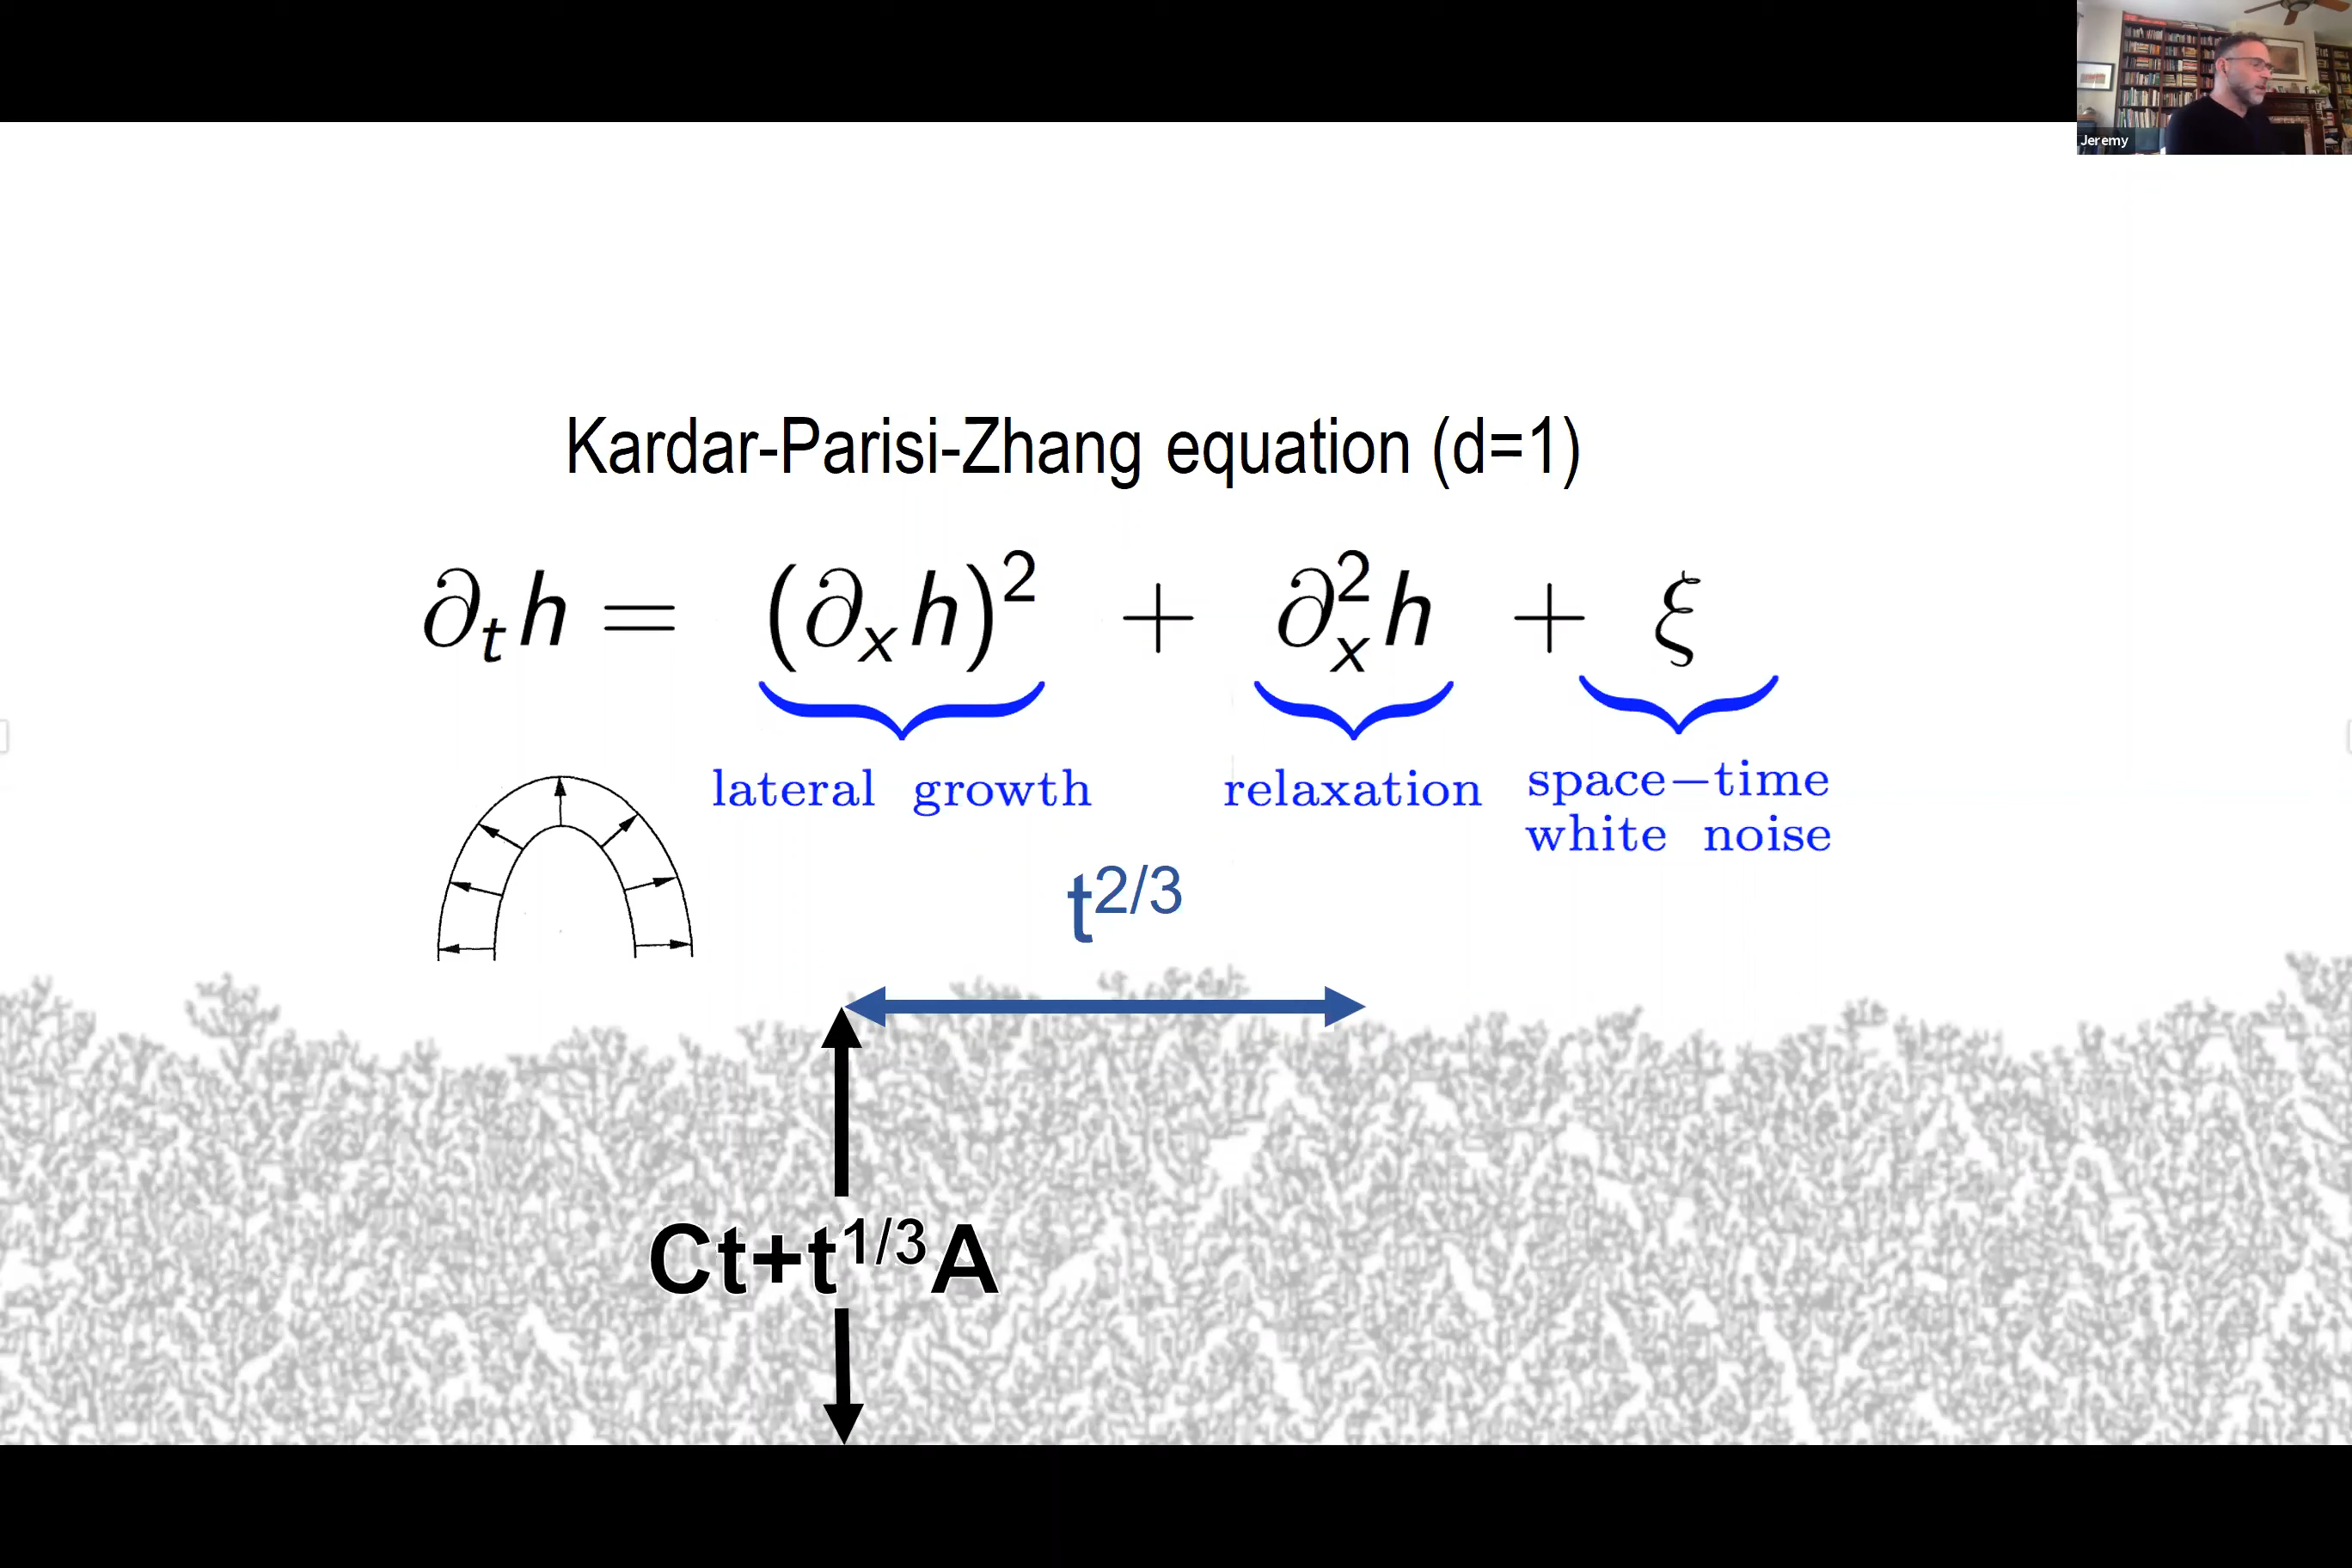 Jeremy
Kardar-Parisi-Zhang equation (d=1)
∂ₜh = (∂ₓh)² + ∂ₓ²h + ξ
lateral growth
relaxation
space−time
white noise
t^{2/3}
Ct+t^{1/3}A